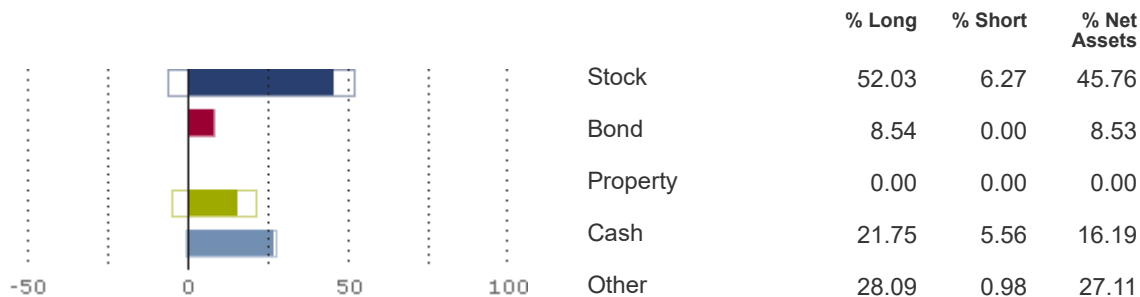 % Long % Short % Net
Assets
Stock 52.03 6.27 45.76
Bond 8.54 0.00 8.53
Property 0.00 0.00 0.00
Cash 21.75 5.56 16.19
Other 28.09 0.98 27.11
-50 0 50 100